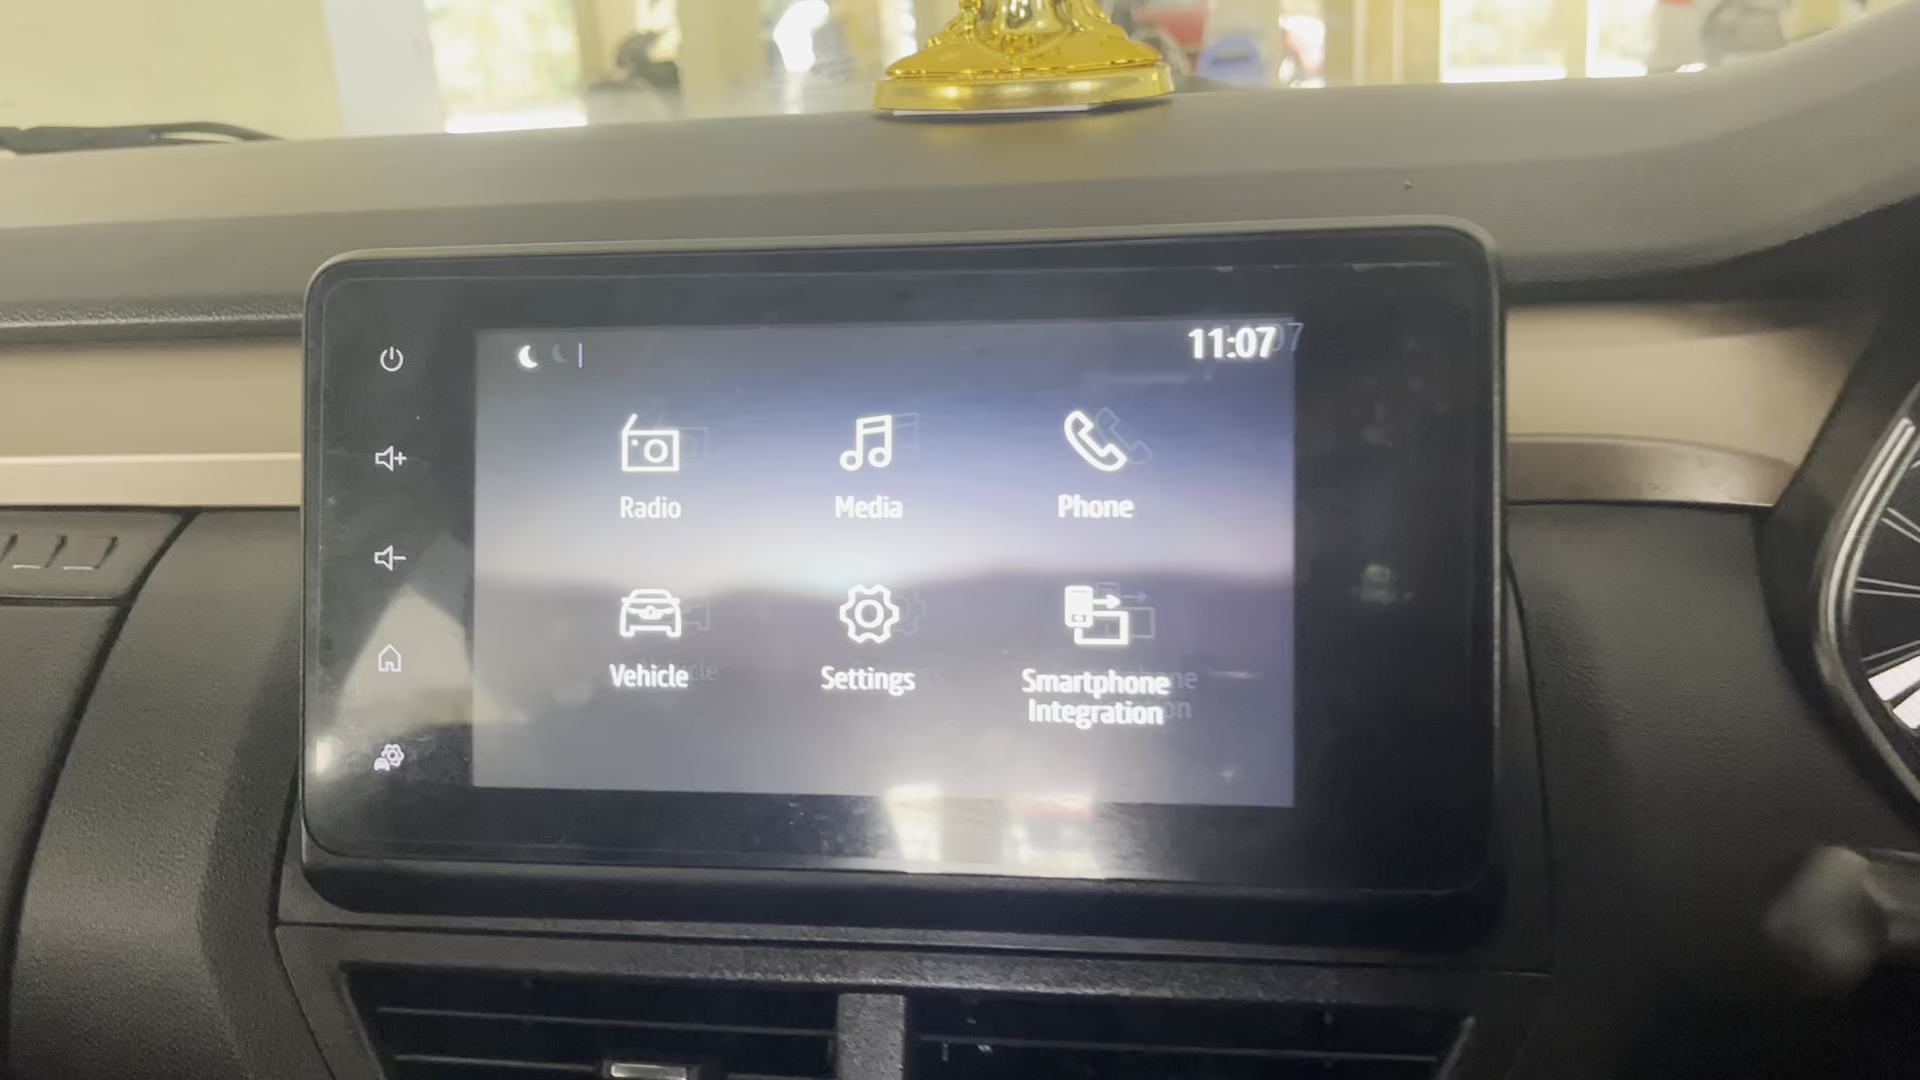 11:07
Radio
Media
Phone
Vehicle
Settings
Smartphone
Integration